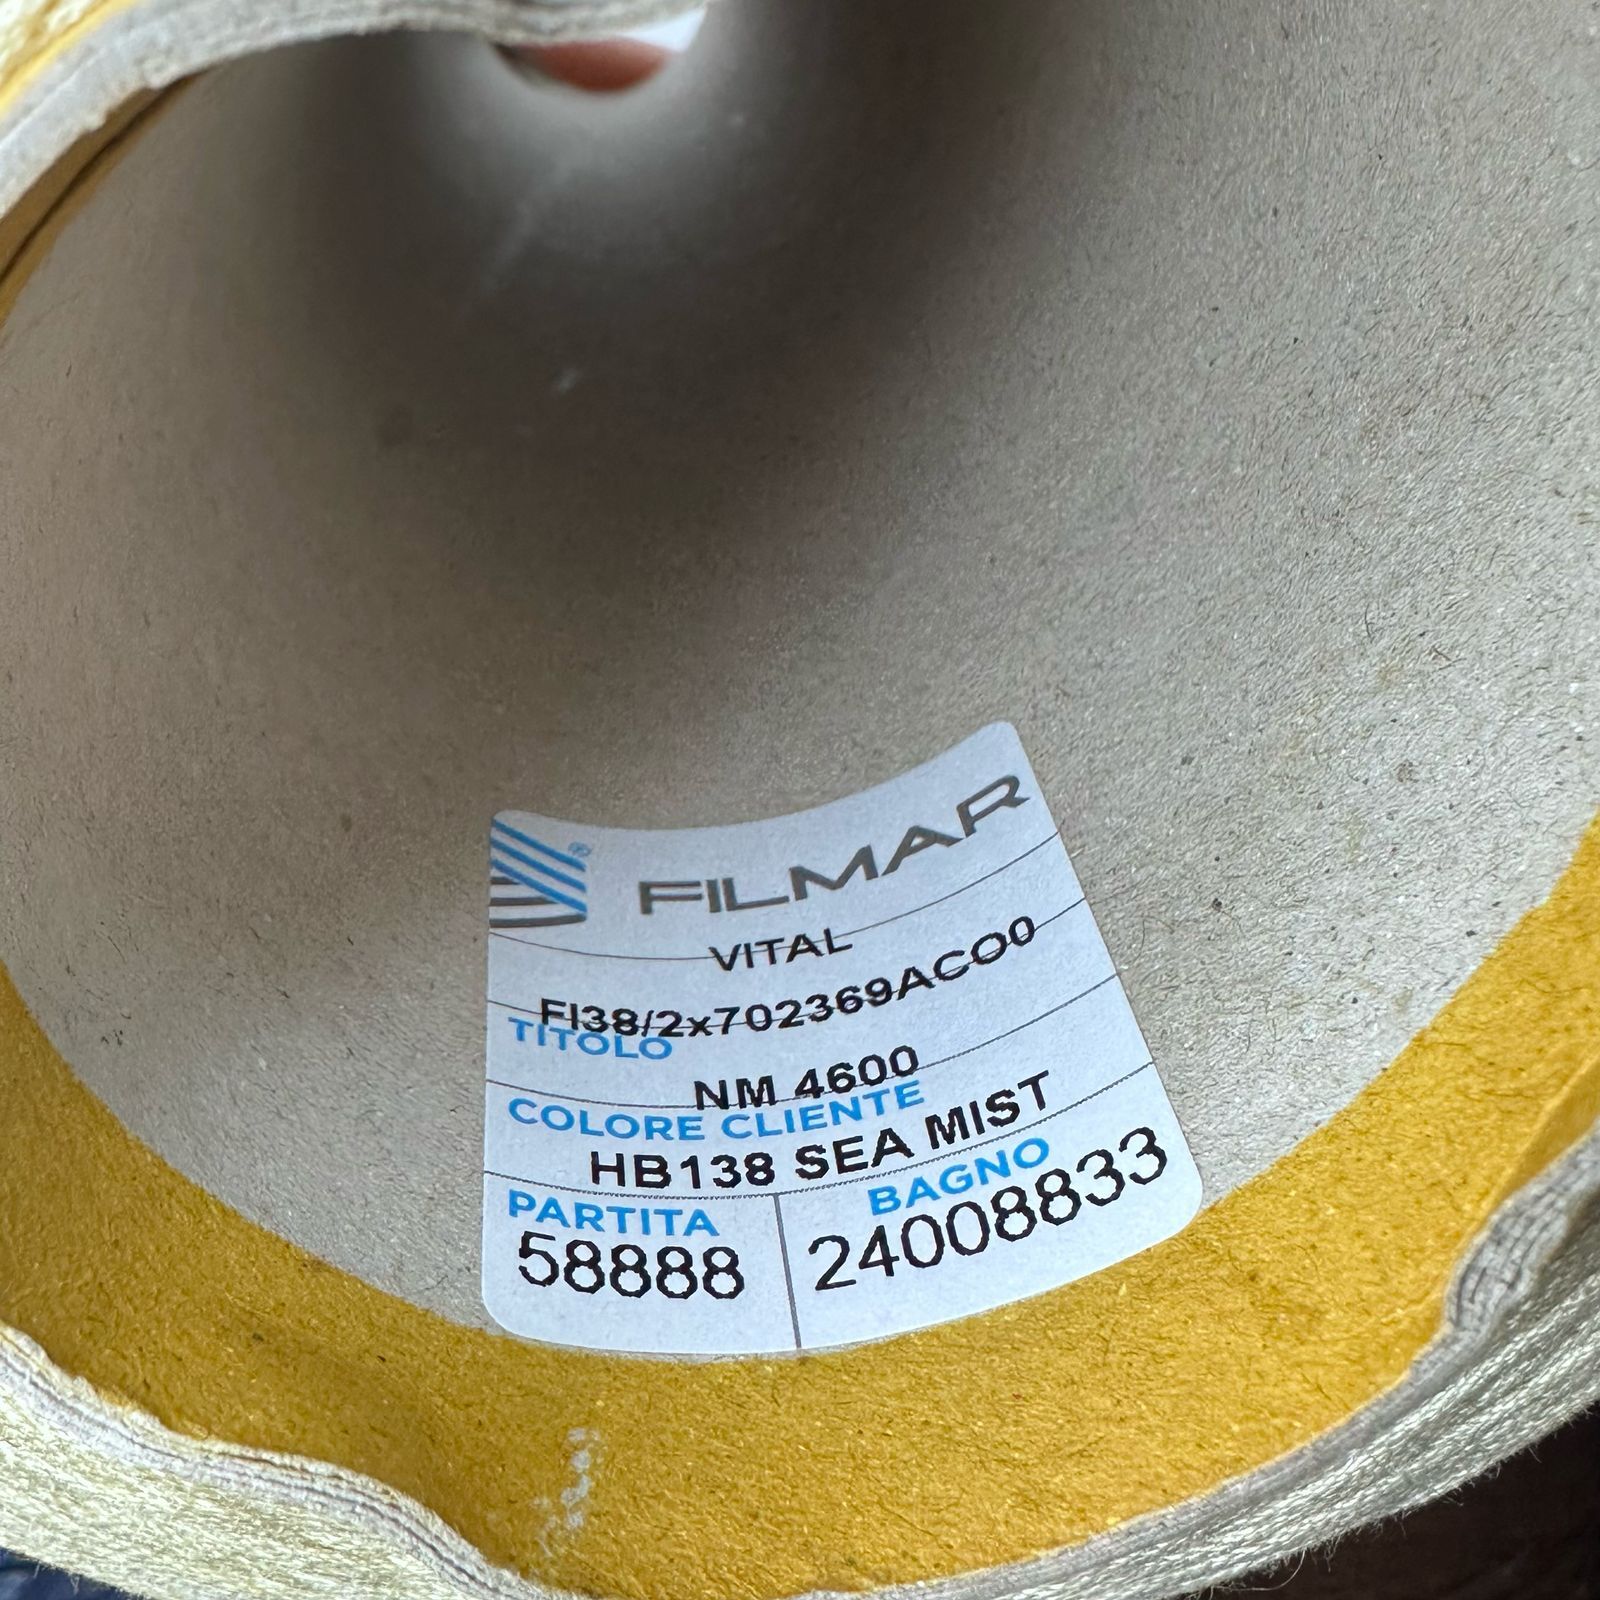 FILMAR
VITAL
FI38/2x702369ACO0
TITOLO
NM 4600
COLORE CLIENTE
HB138 SEA MIST
PARTITA
58888
BAGNO
24008833